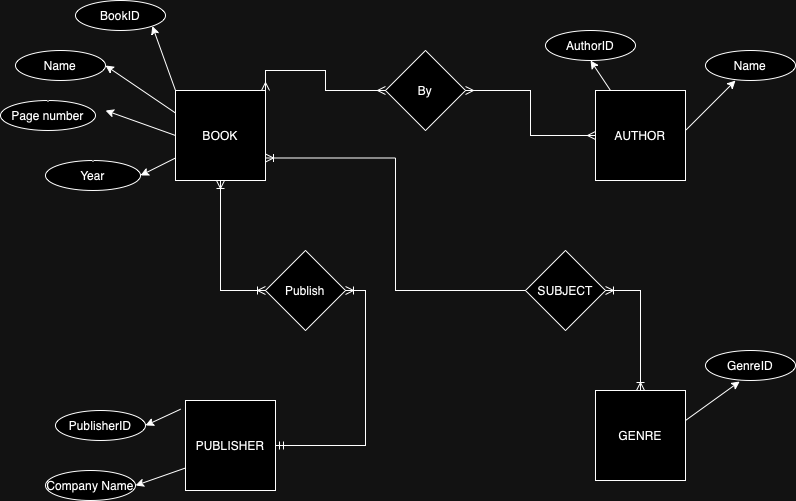 BookID
AuthorID
Name
Name
By
Page number
BOOK
AUTHOR
Year
Publish
SUBJECT
GenreID
PublisherID
PUBLISHER
GENRE
Company Name